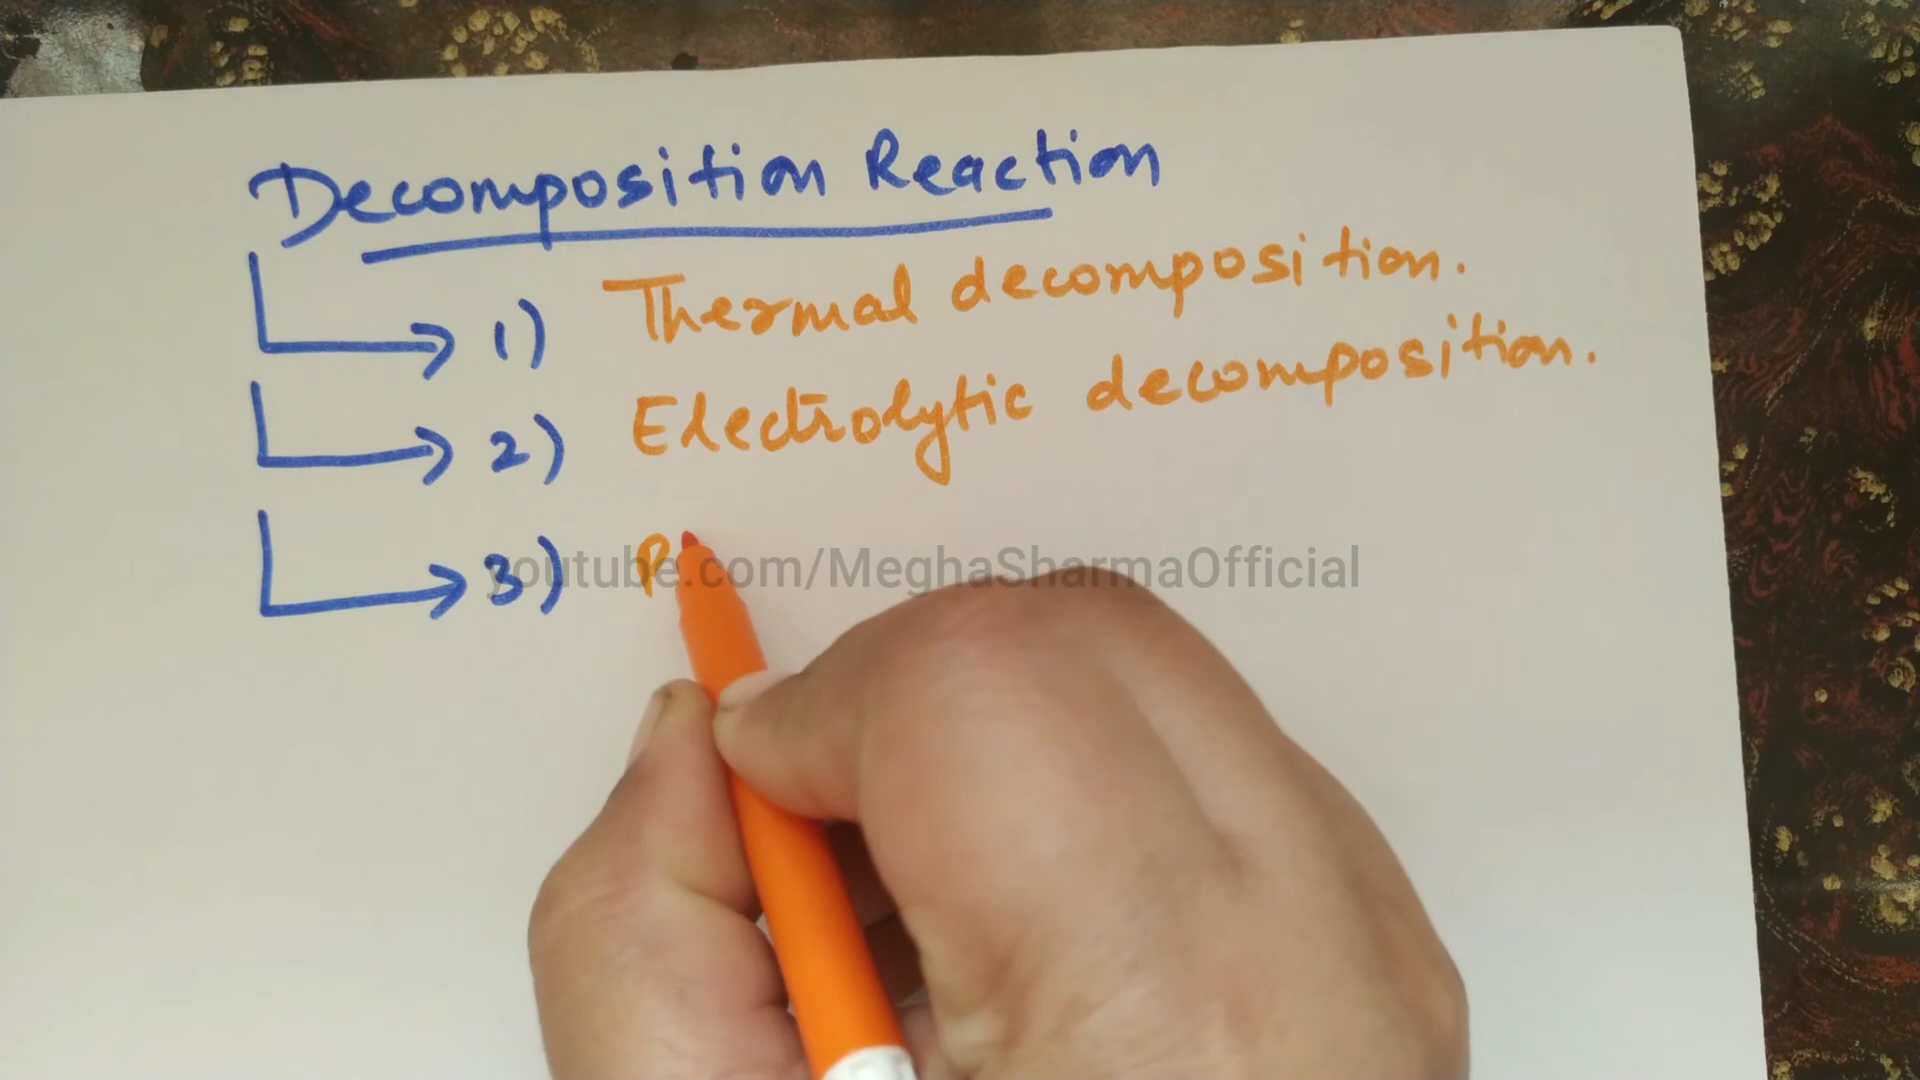 Decomposition Reaction
1) Thermal decomposition.
2) Electrolytic decomposition.
3) P
youtube.com/MeghaSharmaOfficial